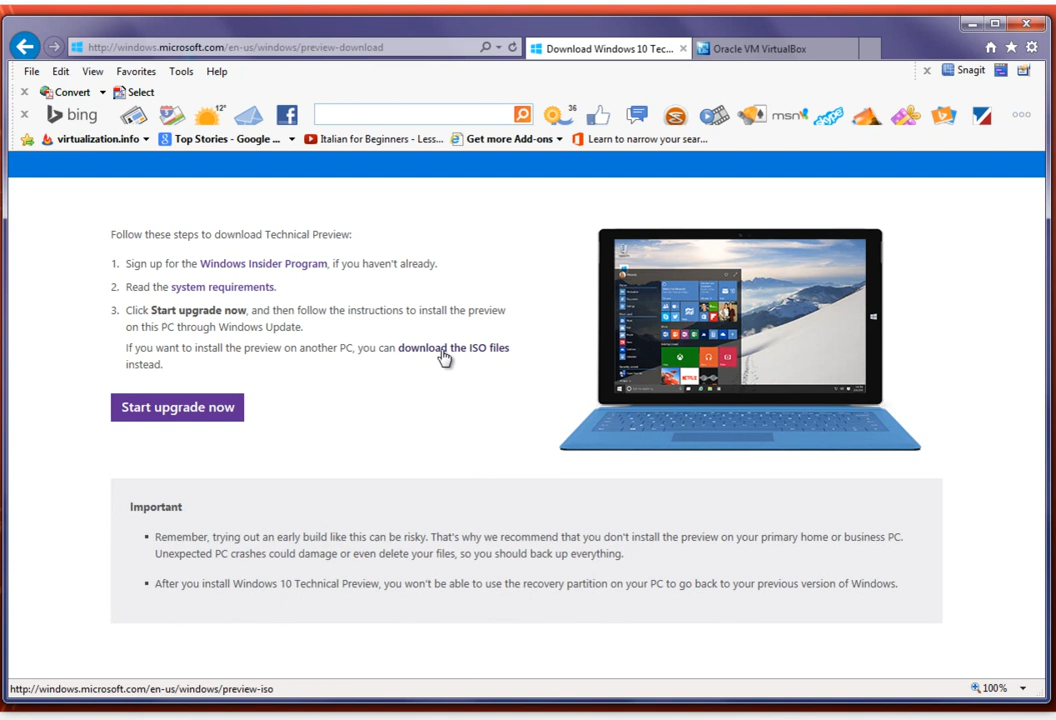 http://windows.microsoft.com/en-us/windows/preview-download
Download Windows 10 Tec...
Oracle VM VirtualBox
File Edit View Favorites Tools Help
Snagit
Convert Select
bing 12° 36 msn
virtualization.info Top Stories - Google ... Italian for Beginners - Less... Get more Add-ons Learn to narrow your sear...
Follow these steps to download Technical Preview:
1. Sign up for the Windows Insider Program, if you haven't already.
2. Read the system requirements.
3. Click Start upgrade now, and then follow the instructions to install the preview
on this PC through Windows Update.
If you want to install the preview on another PC, you can download the ISO files
instead.
Start upgrade now
Important
▪ Remember, trying out an early build like this can be risky. That's why we recommend that you don't install the preview on your primary home or business PC.
Unexpected PC crashes could damage or even delete your files, so you should back up everything.
▪ After you install Windows 10 Technical Preview, you won't be able to use the recovery partition on your PC to go back to your previous version of Windows.
http://windows.microsoft.com/en-us/windows/preview-iso
100%